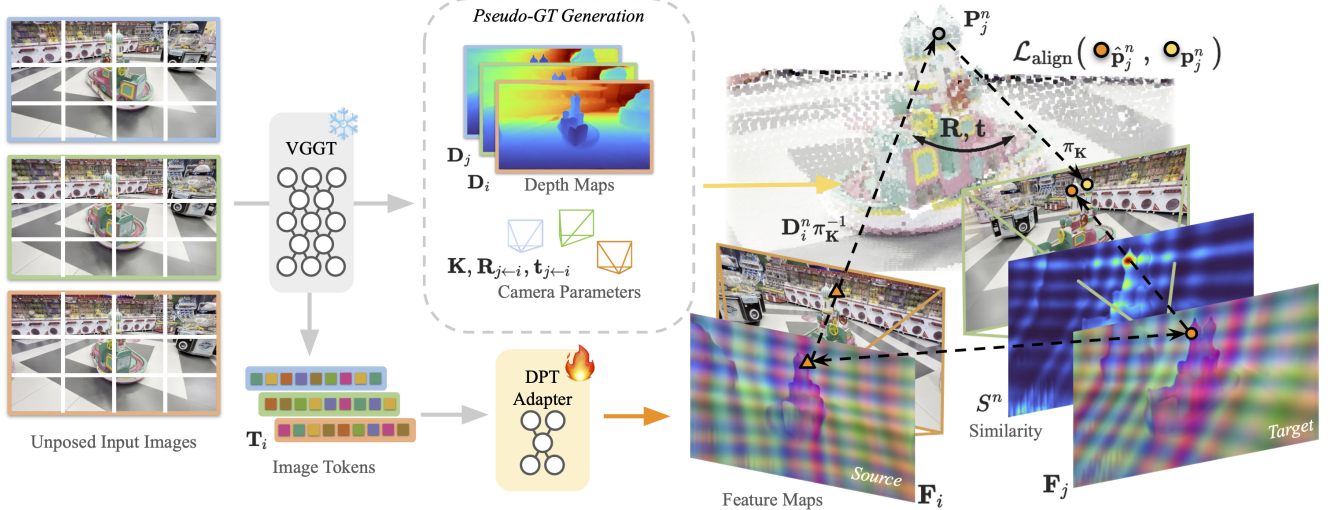 Pseudo-GT Generation
P_j^n
L_align( p̂_j^n , p_j^n )
VGGT
R, t
π_K
D_j
D_i
Depth Maps
D_i^n π_K^{-1}
K, R_{j←i}, t_{j←i}
Camera Parameters
DPT
Adapter
T_i
Unposed Input Images
Image Tokens
S^n
Similarity
Source
Target
Feature Maps
F_i
F_j